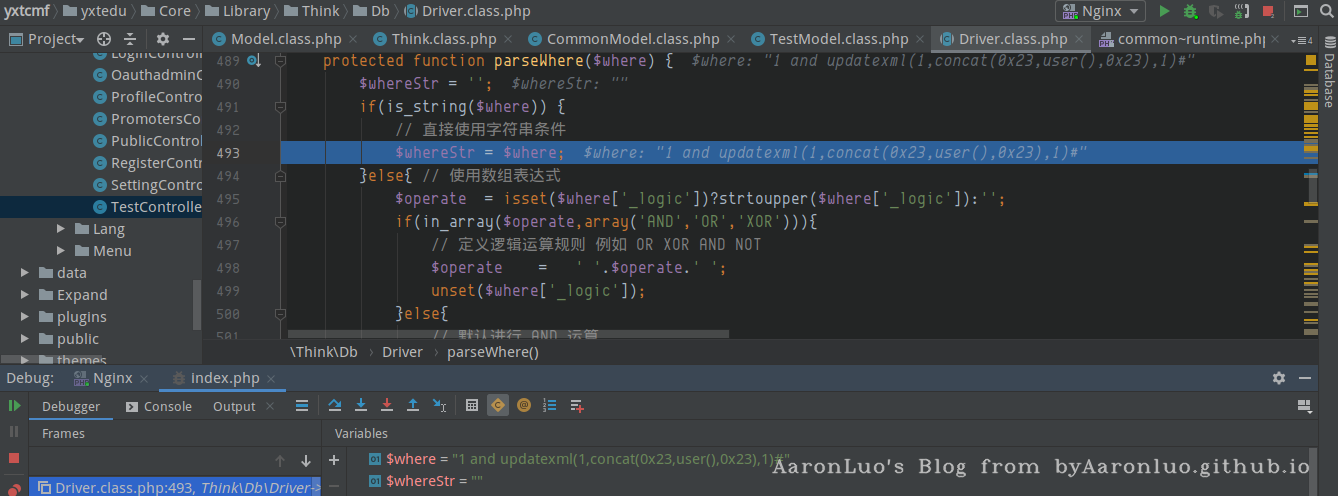 yxtcmf yxtedu Core Library Think Db Driver.class.php Nginx
Project Model.class.php Think.class.php CommonModel.class.php TestModel.class.php Driver.class.php common~runtime.php 4
LoginContro
OauthadminC
ProfileContro
PromotersCo
PublicContro
RegisterContr
SettingContro
TestControlle
Lang
Menu
data
Expand
plugins
public
themes
489 protected function parseWhere($where) { $where: "1 and updatexml(1,concat(0x23,user(),0x23),1)#"
490 $whereStr = ''; $whereStr: ""
491 if(is_string($where)) {
492 // 直接使用字符串条件
493 $whereStr = $where; $where: "1 and updatexml(1,concat(0x23,user(),0x23),1)#"
494 }else{ // 使用数组表达式
495 $operate  = isset($where['_logic'])?strtoupper($where['_logic']):'';
496 if(in_array($operate,array('AND','OR','XOR'))){
497 // 定义逻辑运算规则 例如 OR XOR AND NOT
498 $operate    =   ' '.$operate.' ';
499 unset($where['_logic']);
500 }else{
501 // 默认进行 AND 运算
Database
\Think\Db Driver parseWhere()
Debug: Nginx index.php
Debugger Console Output
Frames
Variables
$where = "1 and updatexml(1,concat(0x23,user(),0x23),1)#"
$whereStr = ""
Driver.class.php:493, Think\Db\Driver->
AaronLuo's Blog from byAaronluo.github.io